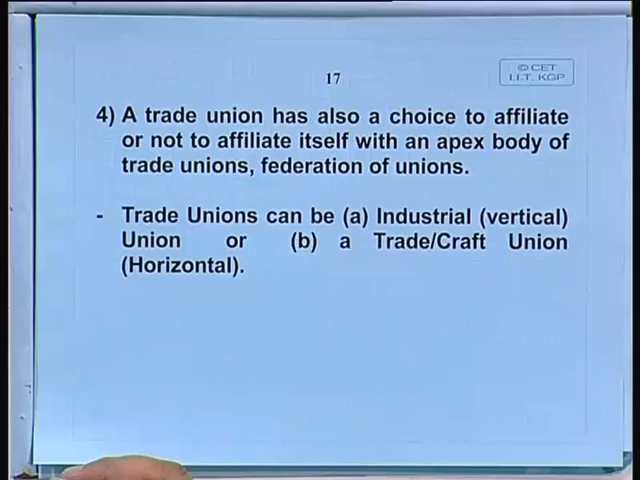 17
© CET
I.I.T. KGP
4) A trade union has also a choice to affiliate
or not to affiliate itself with an apex body of
trade unions, federation of unions.
- Trade Unions can be (a) Industrial (vertical)
Union or (b) a Trade/Craft Union
(Horizontal).